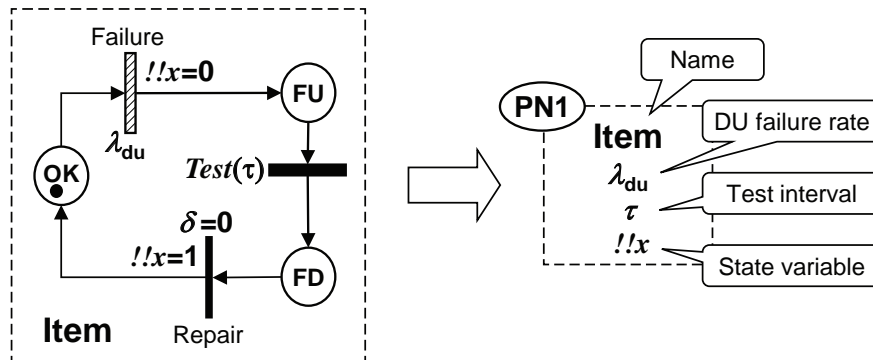 Failure
!!x=0
FU
λdu
OK
Test(τ)
δ=0
!!x=1
FD
Item
Repair
Name
PN1
Item
DU failure rate
λdu
Test interval
τ
!!x
State variable